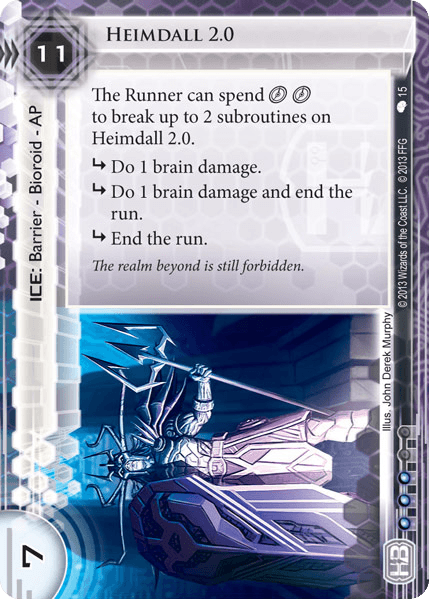 11
HEIMDALL 2.0
The Runner can spend
to break up to 2 subroutines on
Heimdall 2.0.
Do 1 brain damage.
Do 1 brain damage and end the
run.
End the run.
The realm beyond is still forbidden.
ICE: Barrier - Bioroid - AP
15
© 2013 Wizards of the Coast LLC. © 2013 FFG
Illus. John Derek Murphy
7
HB